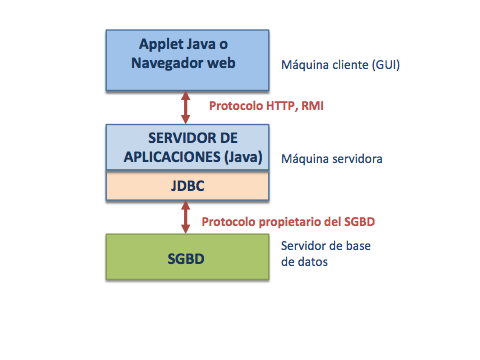 Applet Java o
Navegador web
Máquina cliente (GUI)
Protocolo HTTP, RMI
SERVIDOR DE
APLICACIONES (Java)
Máquina servidora
JDBC
Protocolo propietario del SGBD
SGBD
Servidor de base
de datos